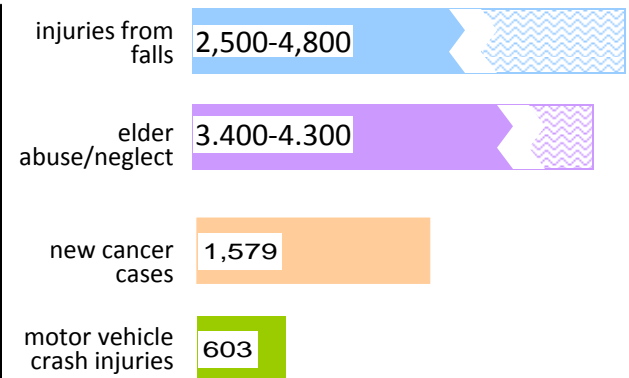 injuries from
falls
2,500-4,800
elder
abuse/neglect
3.400-4.300
new cancer
cases
1,579
motor vehicle
crash injuries
603